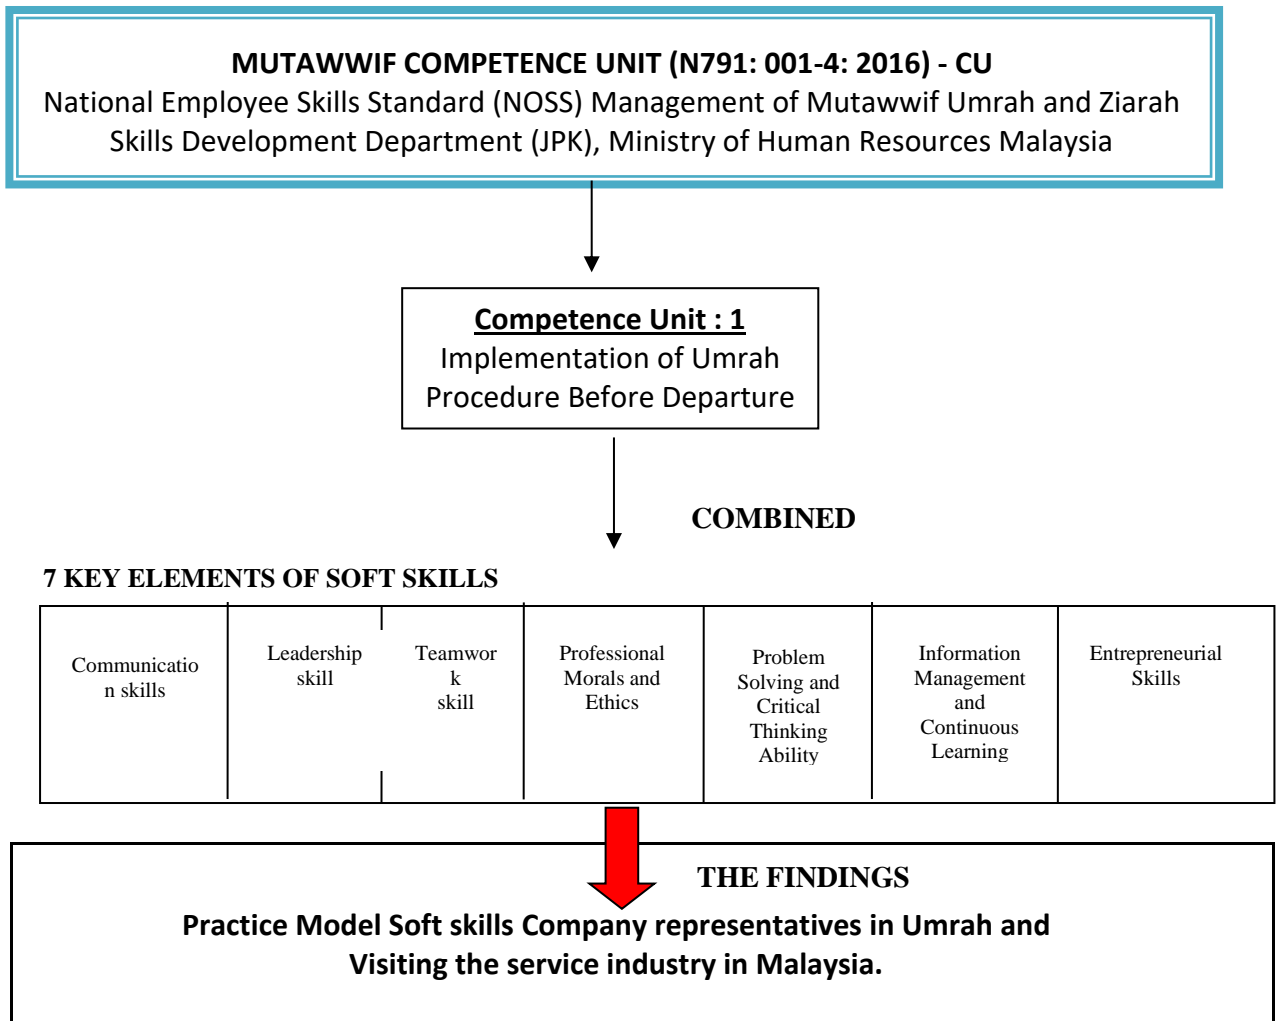 MUTAWWIF COMPETENCE UNIT (N791: 001-4: 2016) - CU
National Employee Skills Standard (NOSS) Management of Mutawwif Umrah and Ziarah
Skills Development Department (JPK), Ministry of Human Resources Malaysia
Competence Unit : 1
Implementation of Umrah
Procedure Before Departure
COMBINED
7 KEY ELEMENTS OF SOFT SKILLS
Communicatio
n skills
Leadership
skill
Teamwor
k
skill
Professional
Morals and
Ethics
Problem
Solving and
Critical
Thinking
Ability
Information
Management
and
Continuous
Learning
Entrepreneurial
Skills
THE FINDINGS
Practice Model Soft skills Company representatives in Umrah and
Visiting the service industry in Malaysia.